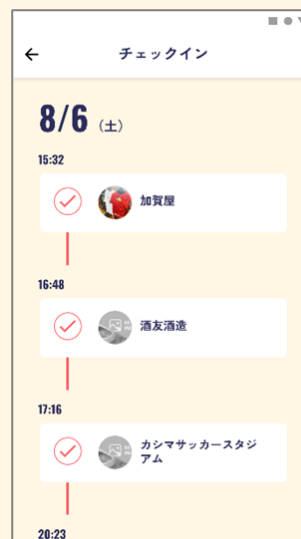 チェックイン
8/6 (土)
15:32
加賀屋
16:48
酒友酒造
17:16
カシマサッカースタジ
アム
20:23